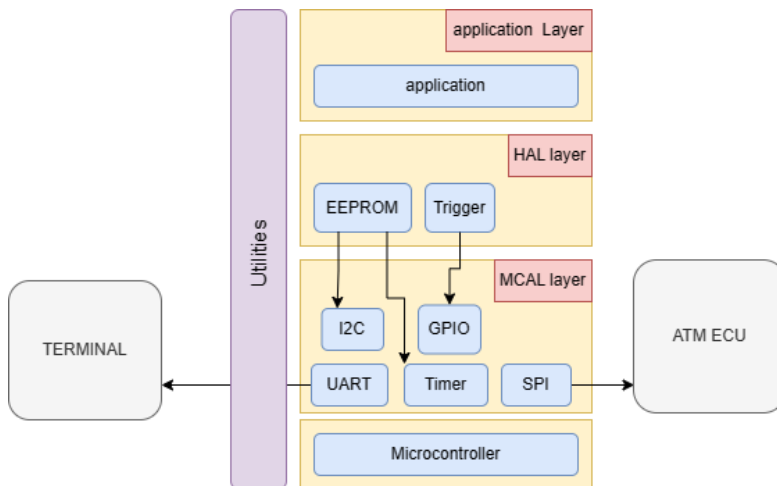 application Layer
application
HAL layer
EEPROM
Trigger
Utilities
MCAL layer
TERMINAL
I2C
GPIO
ATM ECU
UART
Timer
SPI
Microcontroller